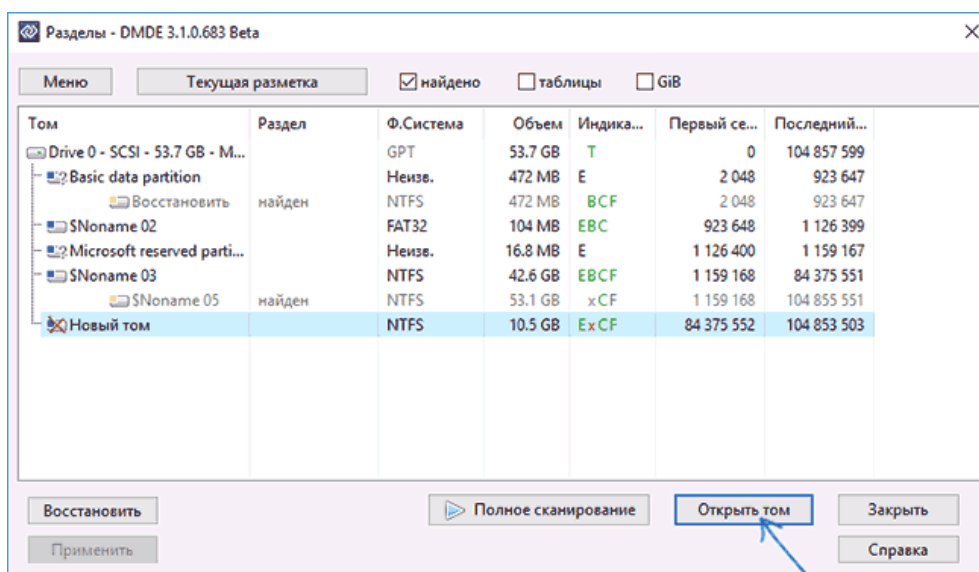 Разделы - DMDE 3.1.0.683 Beta
Меню Текущая разметка найдено таблицы GiB
Том Раздел Ф.Система Объем Индика... Первый се... Последний...
Drive 0 - SCSI - 53.7 GB - M... GPT 53.7 GB T 0 104 857 599
Basic data partition Неизв. 472 MB E 2 048 923 647
Восстановить найден NTFS 472 MB BCF 2 048 923 647
$Noname 02 FAT32 104 MB EBC 923 648 1 126 399
Microsoft reserved parti... Неизв. 16.8 MB E 1 126 400 1 159 167
$Noname 03 NTFS 42.6 GB EBCF 1 159 168 84 375 551
$Noname 05 найден NTFS 53.1 GB xCF 1 159 168 104 855 551
Новый том NTFS 10.5 GB ExCF 84 375 552 104 853 503
Восстановить Полное сканирование Открыть том Закрыть
Применить Справка